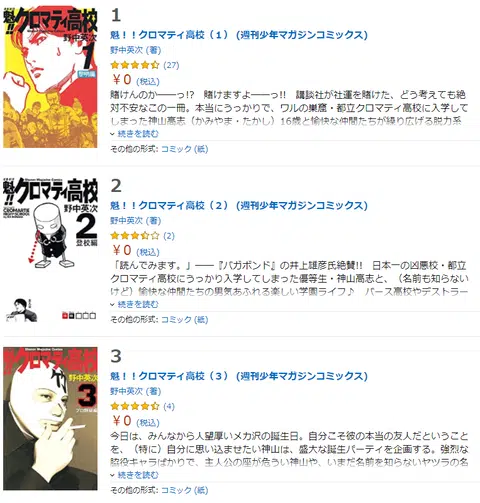 魁!!クロマティ高校
野中英次
1
1
魁!!クロマティ高校(1) (週刊少年マガジンコミックス)
野中英次 (著)
(27)
¥0 (税込)
賭けんのか――っ!? 賭けますよ――っ!! 講談社が社運を賭けた、どう考えても絶
対不安なこの一冊。本当にうっかりで、ワルの巣窟・都立クロマティ高校に入学して
しまった神山高志(かみやま・たかし)16歳と愉快な仲間たちが繰り広げる脱力系
続きを読む
その他の形式: コミック (紙)
魁!!クロマティ高校
野中英次
2
登校編
2
魁!!クロマティ高校(2) (週刊少年マガジンコミックス)
野中英次 (著)
(2)
¥0 (税込)
「読んでみます。」――『バガボンド』の井上雄彦氏絶賛!! 日本一の凶悪校・都立
クロマティ高校にうっかり入学してしまった優等生・神山高志と、(名前も知らない
けど)愉快な仲間たちの男気あふれる楽しい学園ライフ♪ バース高校やデストラー
続きを読む
その他の形式: コミック (紙)
クロマティ高校
野中英次
3
3
魁!!クロマティ高校(3) (週刊少年マガジンコミックス)
野中英次 (著)
(4)
¥0 (税込)
今日は、みんなから人望厚いメカ沢の誕生日。自分こそ彼の本当の友人だということ
を、(特に)自分に思い込ませたい神山は、盛大な誕生パーティを企画する。強烈な
脇役キャラばかりで、主人公の座が危うい神山や、いまだ名前を知らないヤツラの名
続きを読む
その他の形式: コミック (紙)